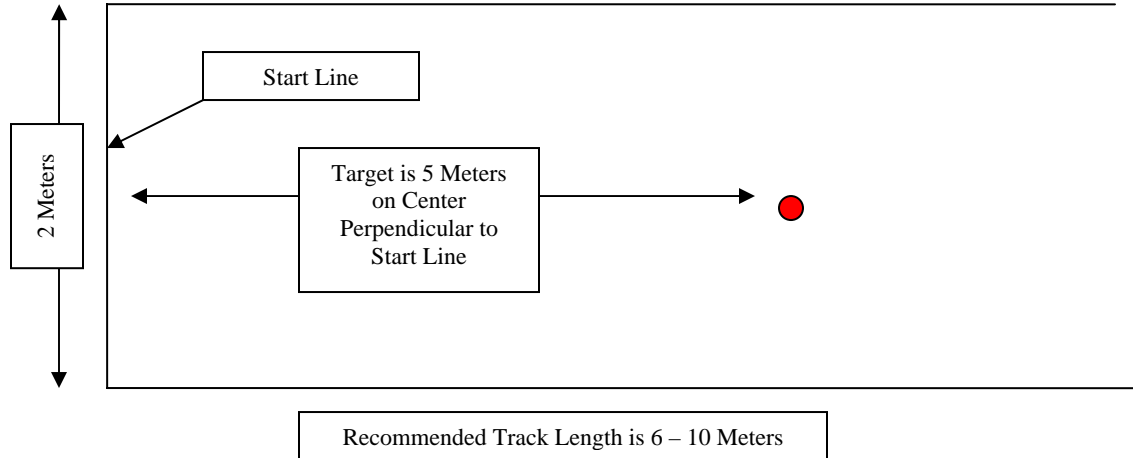 Start Line
2 Meters
Target is 5 Meters
on Center
Perpendicular to
Start Line
Recommended Track Length is 6 – 10 Meters